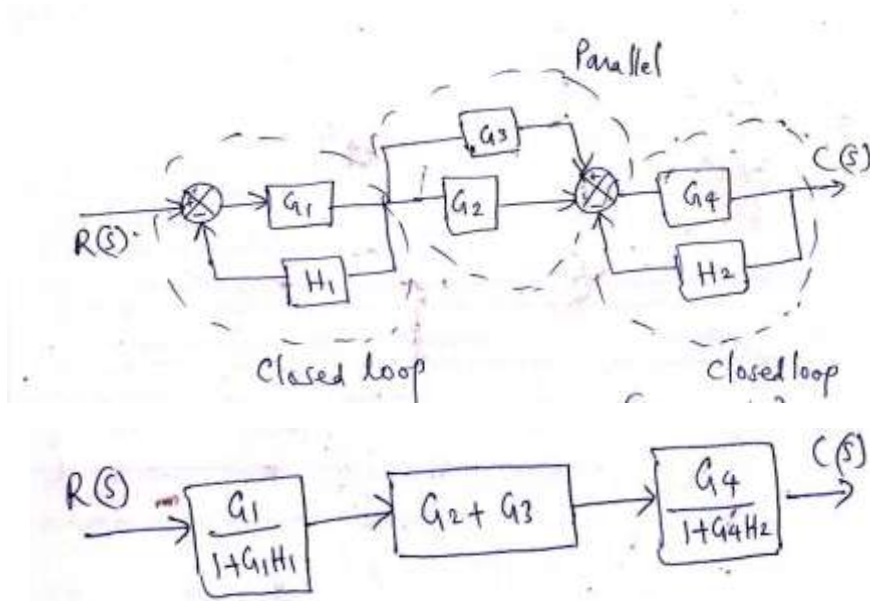 Parallel
G3
C(S)
G1
G2
G4
R(S).
H1
H2
Closed loop
Closed loop
R(S)
G1
1+G1H1
G2+ G3
G4
1+G4H2
C(S)